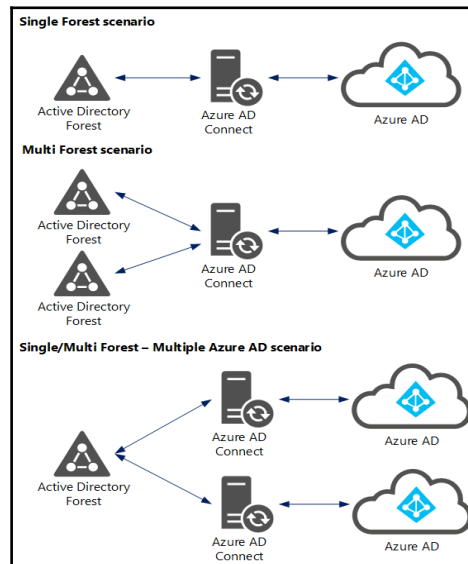 Single Forest scenario
Active Directory
Forest
Azure AD
Connect
Azure AD
Multi Forest scenario
Active Directory
Forest
Active Directory
Forest
Azure AD
Connect
Azure AD
Single/Multi Forest – Multiple Azure AD scenario
Active Directory
Forest
Azure AD
Connect
Azure AD
Azure AD
Connect
Azure AD